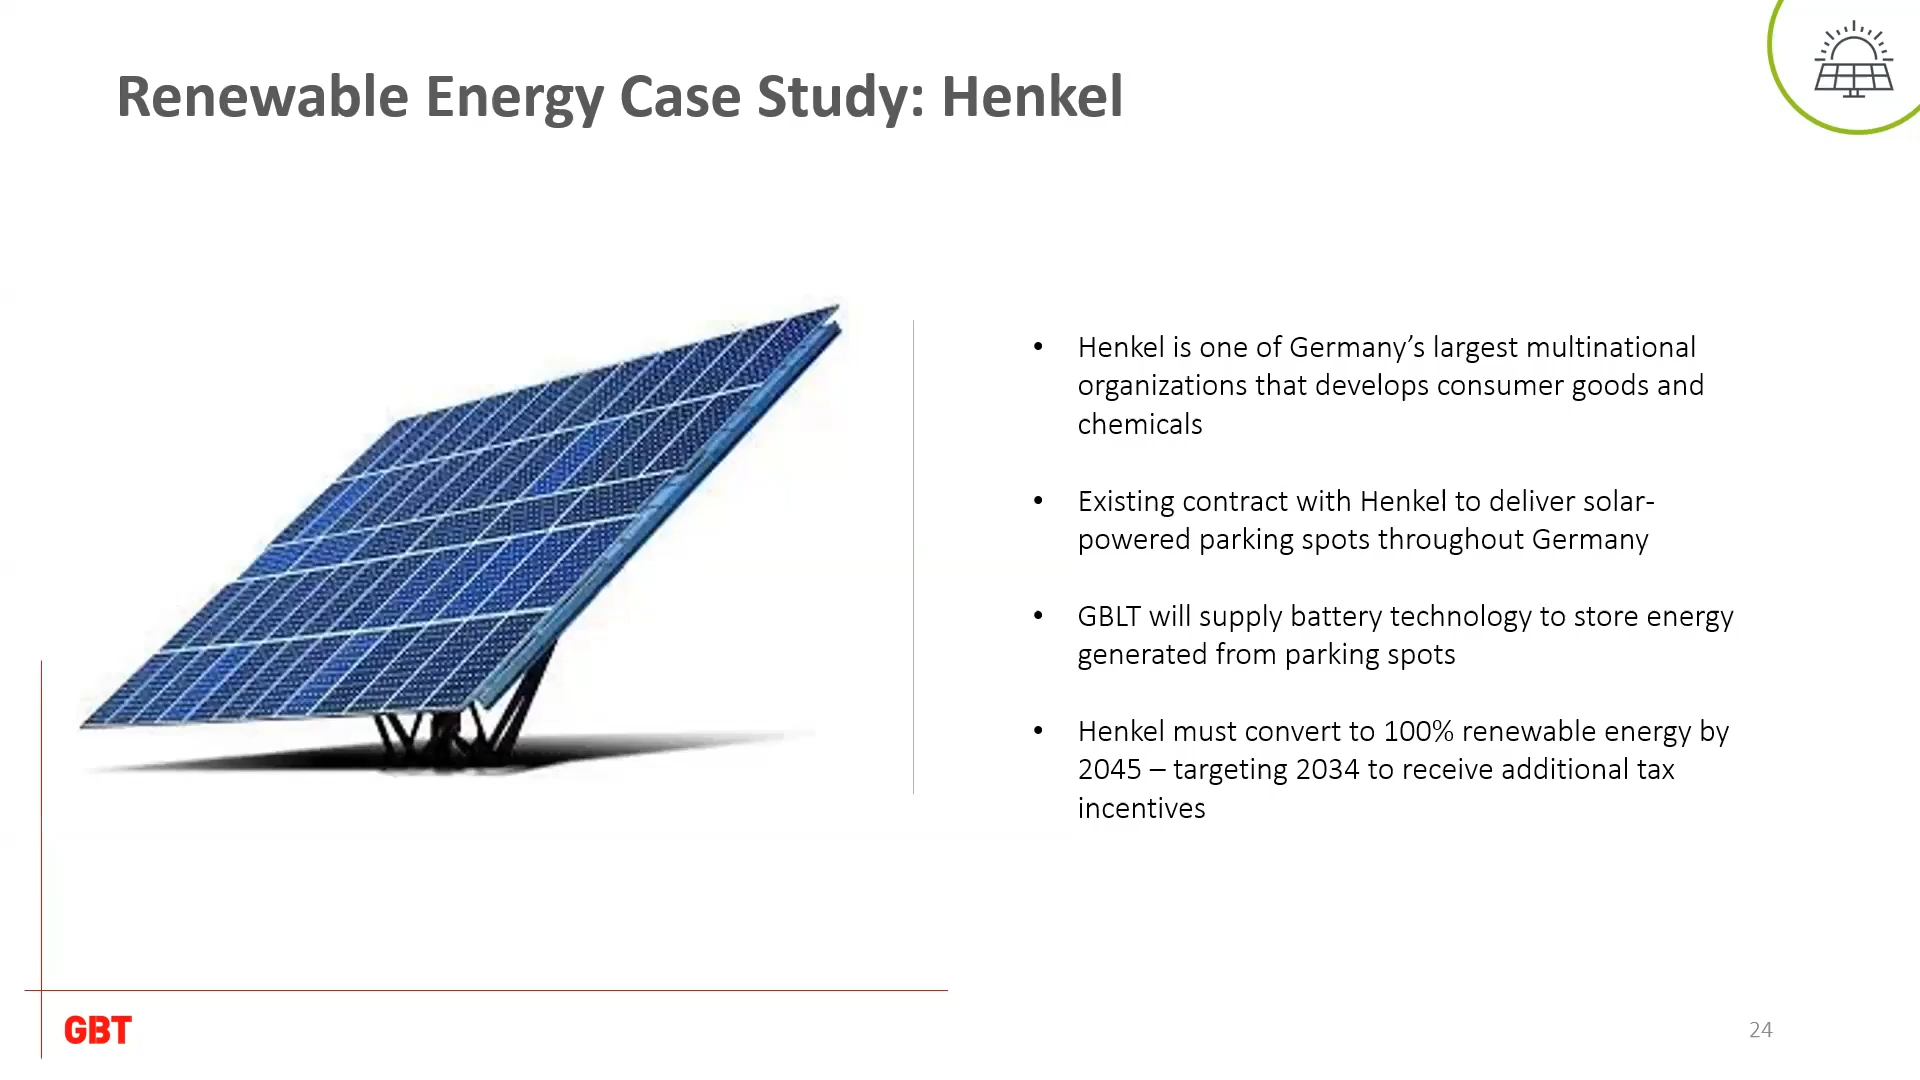 Renewable Energy Case Study: Henkel
• Henkel is one of Germany’s largest multinational
organizations that develops consumer goods and
chemicals
• Existing contract with Henkel to deliver solar-
powered parking spots throughout Germany
• GBLT will supply battery technology to store energy
generated from parking spots
• Henkel must convert to 100% renewable energy by
2045 – targeting 2034 to receive additional tax
incentives
GBT
24